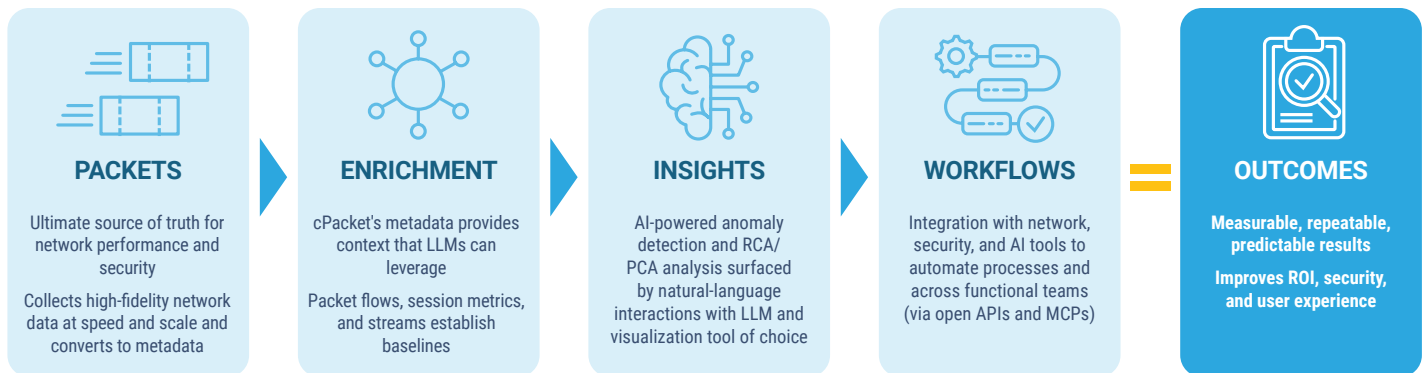 PACKETS
Ultimate source of truth for
network performance and
security
Collects high-fidelity network
data at speed and scale and
converts to metadata
ENRICHMENT
cPacket's metadata provides
context that LLMs can
leverage
Packet flows, session metrics,
and streams establish
baselines
INSIGHTS
AI-powered anomaly
detection and RCA/
PCA analysis surfaced
by natural-language
interactions with LLM and
visualization tool of choice
WORKFLOWS
Integration with network,
security, and AI tools to
automate processes and
across functional teams
(via open APIs and MCPs)
OUTCOMES
Measurable, repeatable,
predictable results
Improves ROI, security,
and user experience